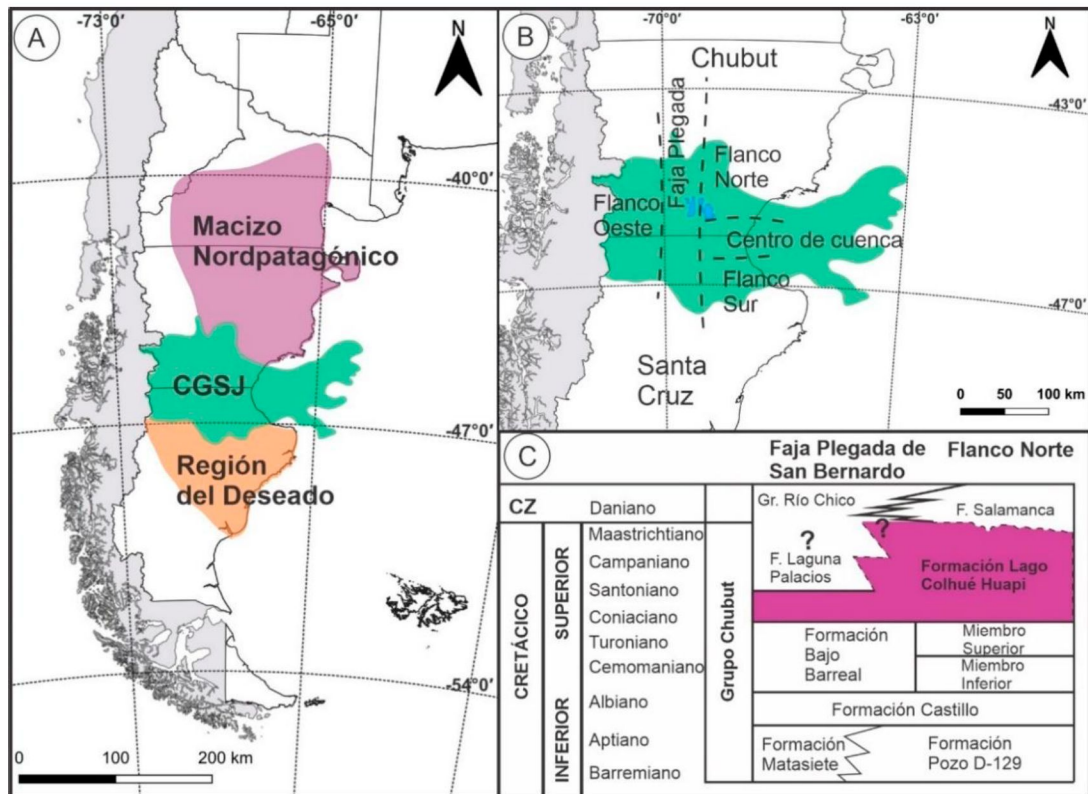 A
-73°0'
-65°0'
N
-40°0'
Macizo
Nordpatagónico
CGSJ
-47°0'
Región
del Deseado
-54°0'
0 100 200 km
B
-70°0'
-63°0'
N
Chubut
-43°0'
Faja Plegada
Flanco
Norte
Flanco
Oeste
Centro de cuenca
Flanco
Sur
-47°0'
Santa
Cruz
0 50 100 km
C
Faja Plegada de
San Bernardo
Flanco Norte
CZ
Daniano
Gr. Río Chico
F. Salamanca
CRETÁCICO
SUPERIOR
INFERIOR
Maastrichtiano
Campaniano
Santoniano
Coniaciano
Turoniano
Cemomaniano
Albiano
Aptiano
Barremiano
Grupo Chubut
?
?
F. Laguna
Palacios
Formación Lago
Colhué Huapi
Formación
Bajo
Barreal
Miembro
Superior
Miembro
Inferior
Formación Castillo
Formación
Matasiete
Formación
Pozo D-129